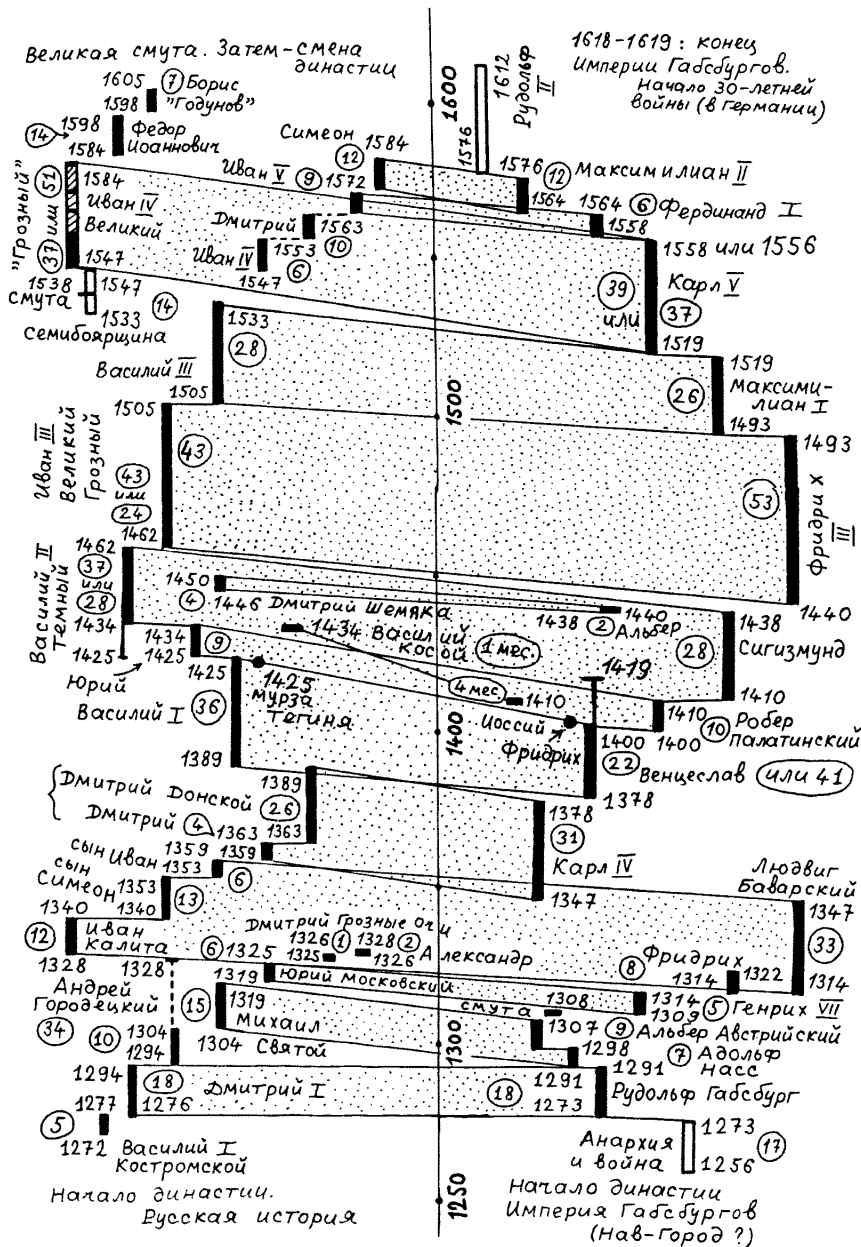 Великая смута. Затем-смена
династии
1605 7 Борис
1598 "Годунов"
14 1598 Федор
1584 Иоаннович
1600
1612
Рудольф II
1576
1618-1619: конец
Империи Габсбургов.
Начало 30-летней
войны (в Германии)
"Грозный"
37 или 51
1584
Иван IV
Великий
1547
Симеон 1584
12
Иван V 9 1572
Дмитрий 1563
10
Иван IV 1553
6
1547
1576 12 Максимилиан II
1564
1564 6 Фердинанд I
1558
1558 или 1556
Карл V
39
или
37
1519
1538 1547
смута 14
1533
Семибоярщина
1533
28
Василий III
1505
1519
26 Максими-
лиан I
1493
1500
1505
Иван III
Великий
Грозный
43
43
или
24
1462
1493
53
Фридрих
III
1440
1462
Василий II
Темный
37
или
28
1434
1425
Юрий
1450
4
1446 Дмитрий Шемяка
1438 1440
2 Альбер
1438
28 Сигизмунд
1410
1434 9
1425
1434 Василий
Косой 1 мес.
4 мес. 1410
1419
1425
1425
мурза
Тегиня
36
Василий I
1389
Иоссий
Фридрих
1410
10 Робер
1400 Палатинский
1400
1400
22 Венцеслав или 41
1378
1389
Дмитрий Донской 26
Дмитрий 4 1363 1363
1359 1359
сын Иван
1353 6
сын
Симеон 1353
13
1340
1378
31
Карл IV
1347
Людвиг
Баварский
1347
33
1314
1340
12 Иван
Калита
1328 1328
Дмитрий Грозные Очи
1326 1 1328 2
1325 1326 Александр
6 1325
1319 Юрий Московский
Фридрих
8 1322
1314
1314 5 Генрих VII
1309
Андрей
Городецкий
34
10 1304
1294
15 1319
Михаил
1304 Святой
смута 1308
1307 9 Альбер Австрийский
1298
7 Адольф
Насс
1300
1294
18 Дмитрий I
1276
18 1291 1291
1273 Рудольф Габсбург
1277
5
1272 Василий I
Костромской
Анархия 1273
и война 17
1256
1250
Начало династии.
Русская история
Начало династии
Империя Габсбургов
(Нав-Город ?)